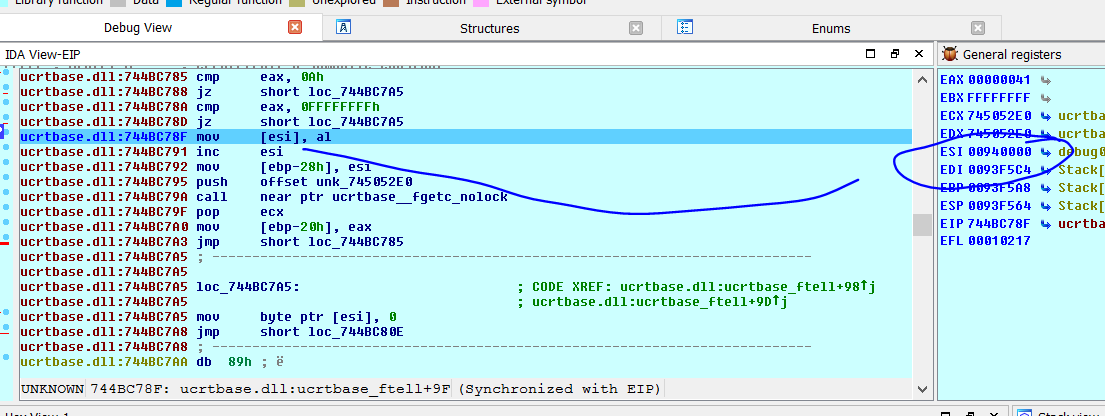 Library function Data Regular function Unexplored Instruction External symbol
Debug View Structures Enums
IDA View-EIP General registers
ucrtbase.dll:744BC785 cmp eax, 0Ah
ucrtbase.dll:744BC788 jz short loc_744BC7A5
ucrtbase.dll:744BC78A cmp eax, 0FFFFFFFFh
ucrtbase.dll:744BC78D jz short loc_744BC7A5
ucrtbase.dll:744BC78F mov [esi], al
ucrtbase.dll:744BC791 inc esi
ucrtbase.dll:744BC792 mov [ebp-28h], esi
ucrtbase.dll:744BC795 push offset unk_745052E0
ucrtbase.dll:744BC79A call near ptr ucrtbase__fgetc_nolock
ucrtbase.dll:744BC79F pop ecx
ucrtbase.dll:744BC7A0 mov [ebp-20h], eax
ucrtbase.dll:744BC7A3 jmp short loc_744BC785
ucrtbase.dll:744BC7A5 ; ---------------------------------------------------------------------------
ucrtbase.dll:744BC7A5
ucrtbase.dll:744BC7A5 loc_744BC7A5: ; CODE XREF: ucrtbase.dll:ucrtbase_ftell+98↑j
ucrtbase.dll:744BC7A5 ; ucrtbase.dll:ucrtbase_ftell+9D↑j
ucrtbase.dll:744BC7A5 mov byte ptr [esi], 0
ucrtbase.dll:744BC7A8 jmp short loc_744BC80E
ucrtbase.dll:744BC7A8 ; ---------------------------------------------------------------------------
ucrtbase.dll:744BC7AA db 89h ; ë
UNKNOWN 744BC78F: ucrtbase.dll:ucrtbase_ftell+9F (Synchronized with EIP)
EAX 00000041
EBX FFFFFFFF
ECX 745052E0 ucrtb
EDX 745052E0 ucrtb
ESI 00940000 debug0
EDI 0093F5C4 Stack[
EBP 0093F5A8 Stack[
ESP 0093F564 Stack[
EIP 744BC78F ucrtba
EFL 00010217